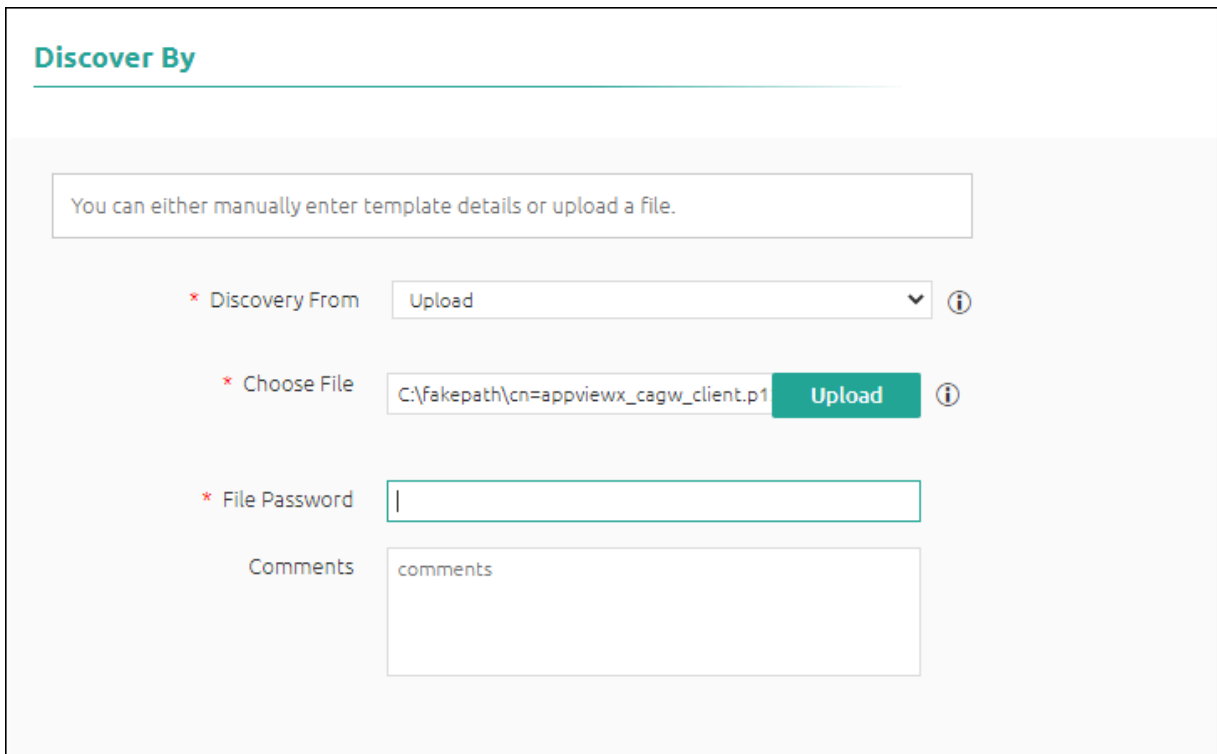 Discover By
You can either manually enter template details or upload a file.
* Discovery From Upload
* Choose File C:\fakepath\cn=appviewx_cagw_client.p1 Upload
* File Password
Comments comments